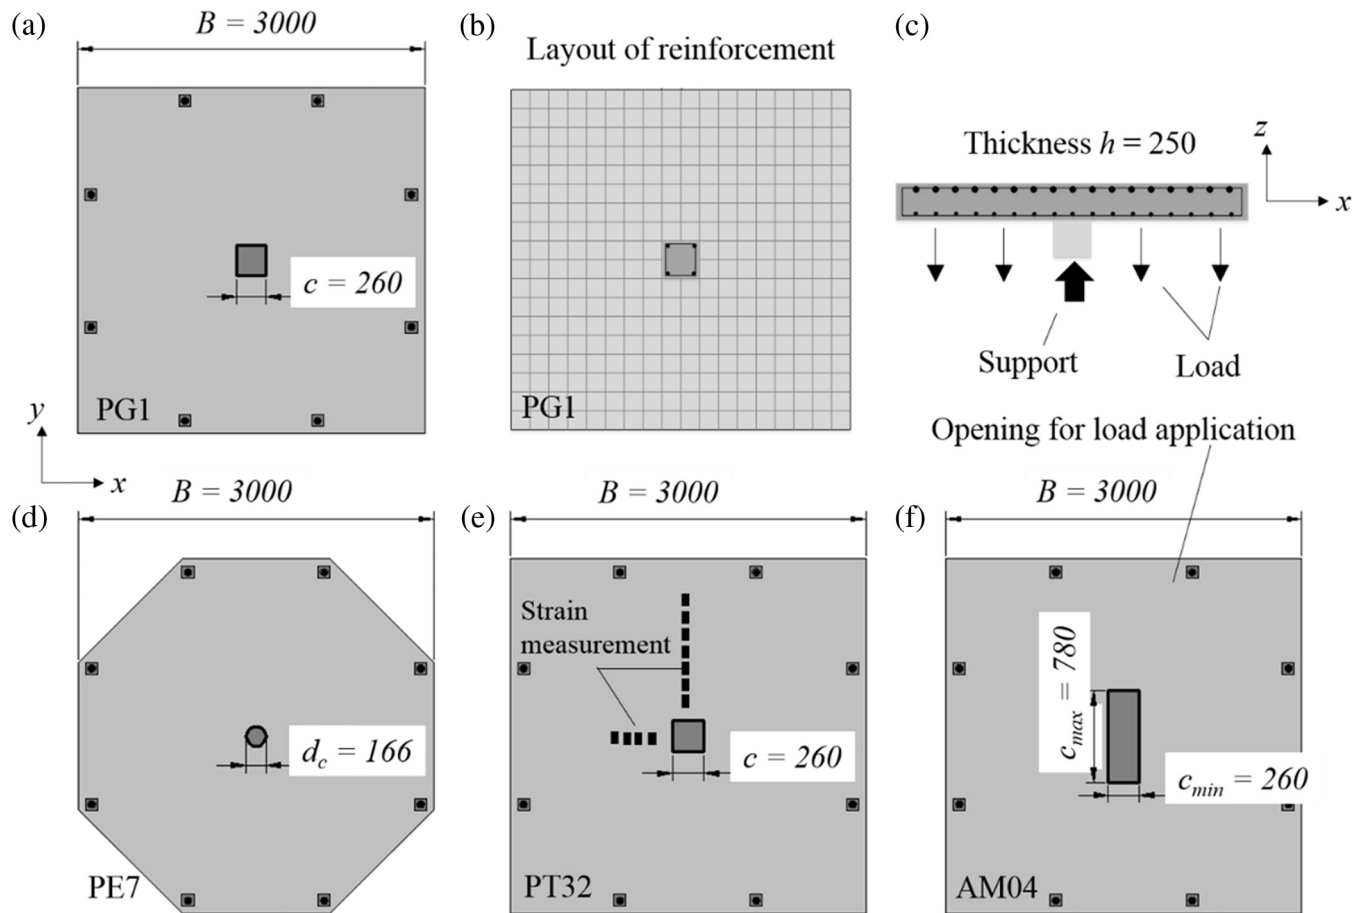 (a)
B = 3000
c = 260
PG1
y
x
(b)
Layout of reinforcement
PG1
(c)
Thickness h = 250
z
x
Support
Load
(d)
B = 3000
d_c = 166
PE7
(e)
B = 3000
Strain
measurement
c = 260
PT32
(f)
Opening for load application
B = 3000
c_max = 780
c_min = 260
AM04